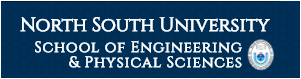 North South University
School of Engineering
& Physical Sciences